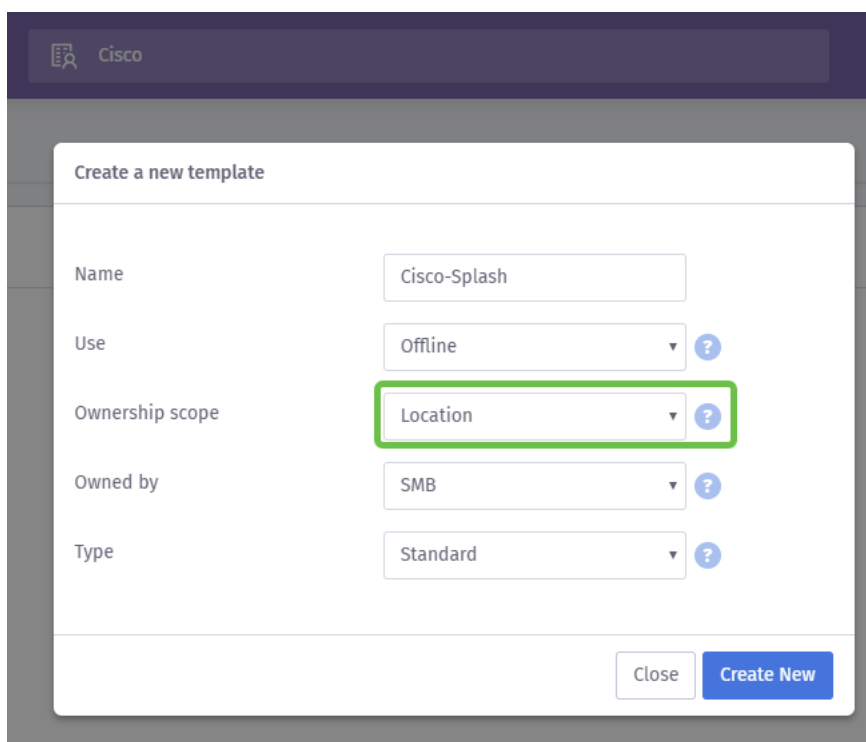 Cisco
Create a new template
Name Cisco-Splash
Use Offline ?
Ownership scope Location ?
Owned by SMB ?
Type Standard ?
Close Create New